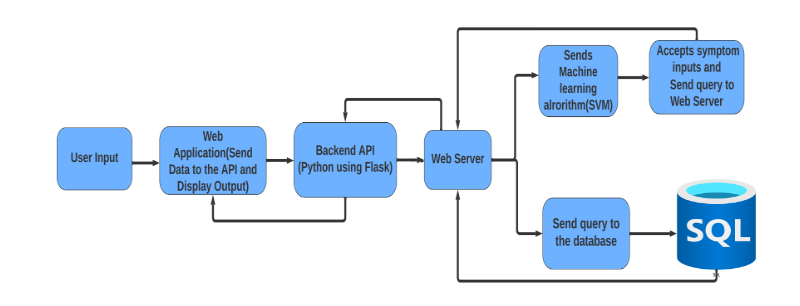 User Input
Web
Application(Send
Data to the API and
Display Output)
Backend API
(Python using Flask)
Web Server
Sends
Machine
learning
alrorithm(SVM)
Accepts symptom
inputs and
Send query to
Web Server
Send query to
the database
SQL